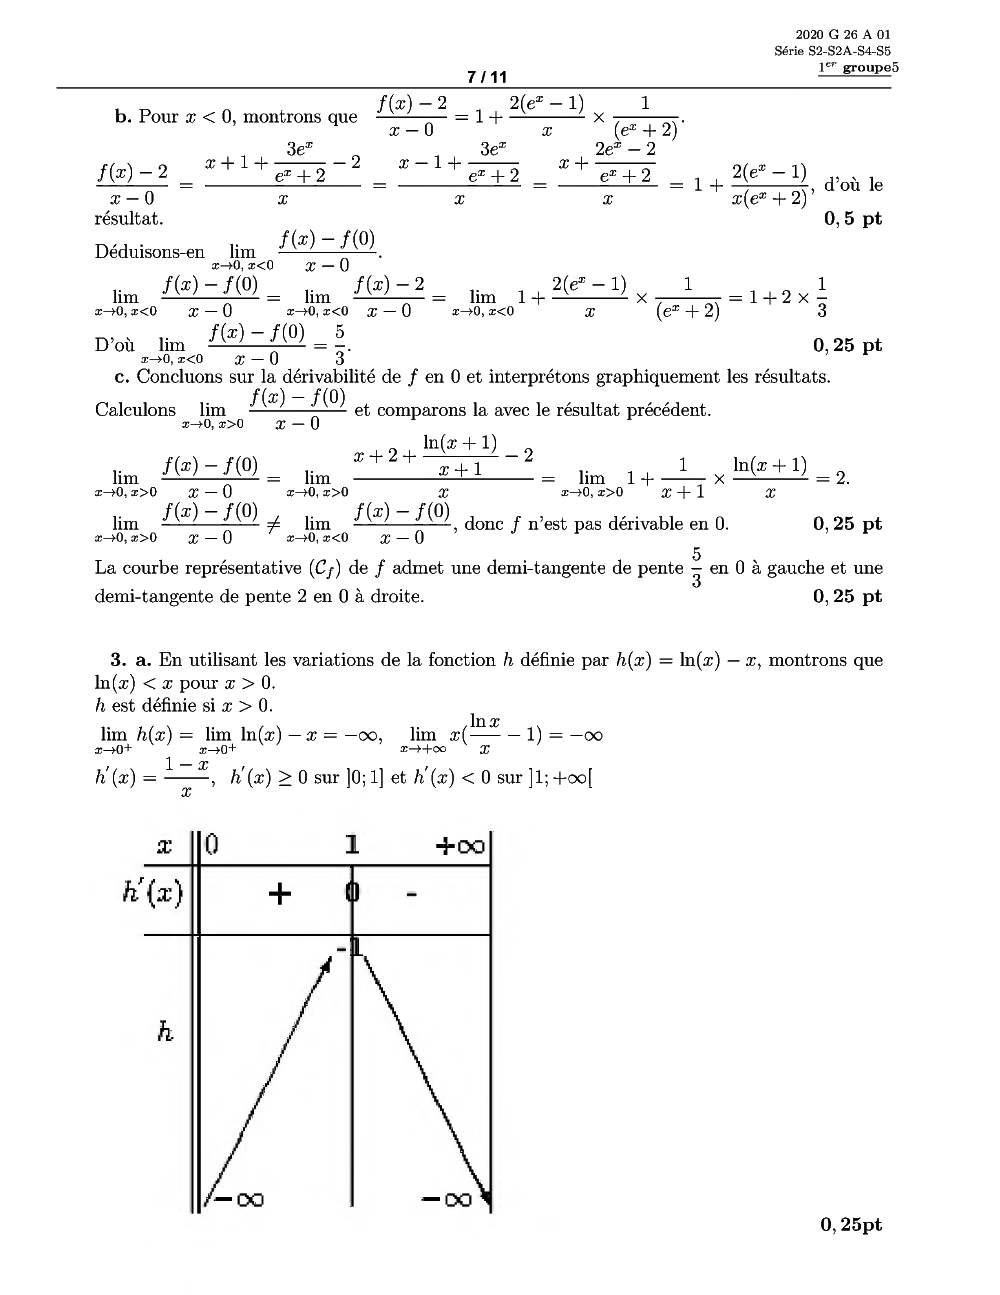 2020 G 26 A 01
Série S2-S2A-S4-S5
1er groupe5
7 / 11
b. Pour x < 0, montrons que (f(x) − 2)/(x − 0) = 1 + 2(e^x − 1)/x × 1/(e^x + 2).
(f(x) − 2)/(x − 0) = (x + 1 + 3e^x/(e^x + 2) − 2)/x = (x − 1 + 3e^x/(e^x + 2))/x = (x + (2e^x − 2)/(e^x + 2))/x = 1 + 2(e^x − 1)/(x(e^x + 2)), d'où le
résultat. 0, 5 pt
Déduisons-en lim_{x→0, x<0} (f(x) − f(0))/(x − 0).
lim_{x→0, x<0} (f(x) − f(0))/(x − 0) = lim_{x→0, x<0} (f(x) − 2)/(x − 0) = lim_{x→0, x<0} 1 + 2(e^x − 1)/x × 1/(e^x + 2) = 1 + 2 × 1/3
D'où lim_{x→0, x<0} (f(x) − f(0))/(x − 0) = 5/3. 0, 25 pt
c. Concluons sur la dérivabilité de f en 0 et interprétons graphiquement les résultats.
Calculons lim_{x→0, x>0} (f(x) − f(0))/(x − 0) et comparons la avec le résultat précédent.
lim_{x→0, x>0} (f(x) − f(0))/(x − 0) = lim_{x→0, x>0} (x + 2 + ln(x + 1)/(x + 1) − 2)/x = lim_{x→0, x>0} 1 + 1/(x + 1) × ln(x + 1)/x = 2.
lim_{x→0, x>0} (f(x) − f(0))/(x − 0) ≠ lim_{x→0, x<0} (f(x) − f(0))/(x − 0), donc f n'est pas dérivable en 0. 0, 25 pt
La courbe représentative (C_f) de f admet une demi-tangente de pente 5/3 en 0 à gauche et une
demi-tangente de pente 2 en 0 à droite. 0, 25 pt
3. a. En utilisant les variations de la fonction h définie par h(x) = ln(x) − x, montrons que
ln(x) < x pour x > 0.
h est définie si x > 0.
lim_{x→0+} h(x) = lim_{x→0+} ln(x) − x = −∞, lim_{x→+∞} x(ln x/x − 1) = −∞
h′(x) = (1 − x)/x, h′(x) ≥ 0 sur ]0; 1] et h′(x) < 0 sur ]1; +∞[
x 0 1 +∞
h′(x) + 0 -
-1
h
−∞ −∞
0, 25pt